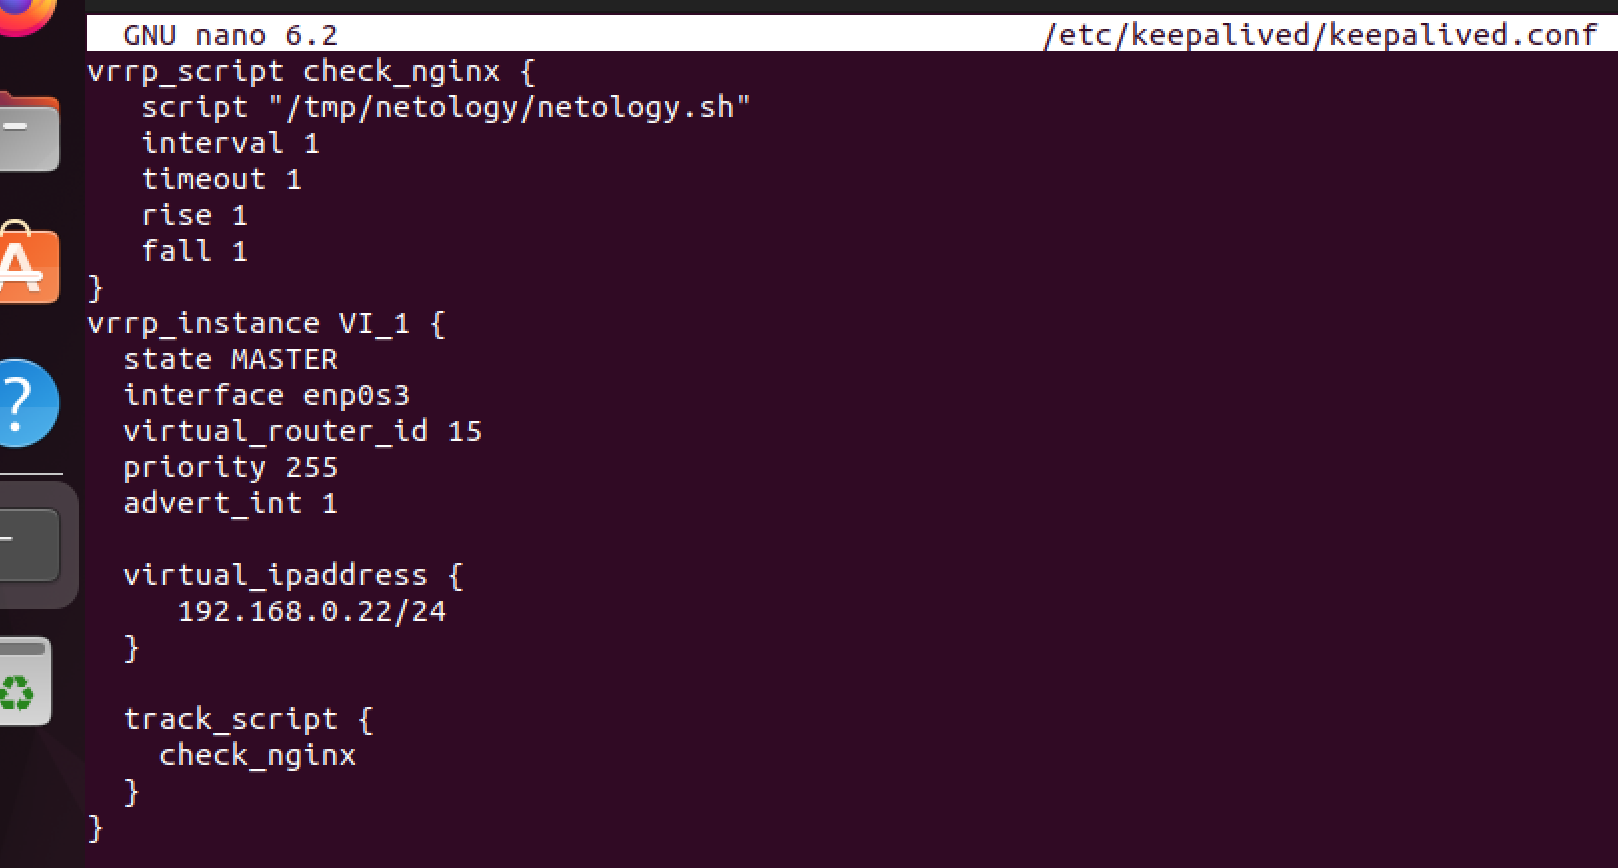 GNU nano 6.2 /etc/keepalived/keepalived.conf
vrrp_script check_nginx {
   script "/tmp/netology/netology.sh"
   interval 1
   timeout 1
   rise 1
   fall 1
}
vrrp_instance VI_1 {
  state MASTER
  interface enp0s3
  virtual_router_id 15
  priority 255
  advert_int 1

  virtual_ipaddress {
     192.168.0.22/24
  }

  track_script {
    check_nginx
  }
}